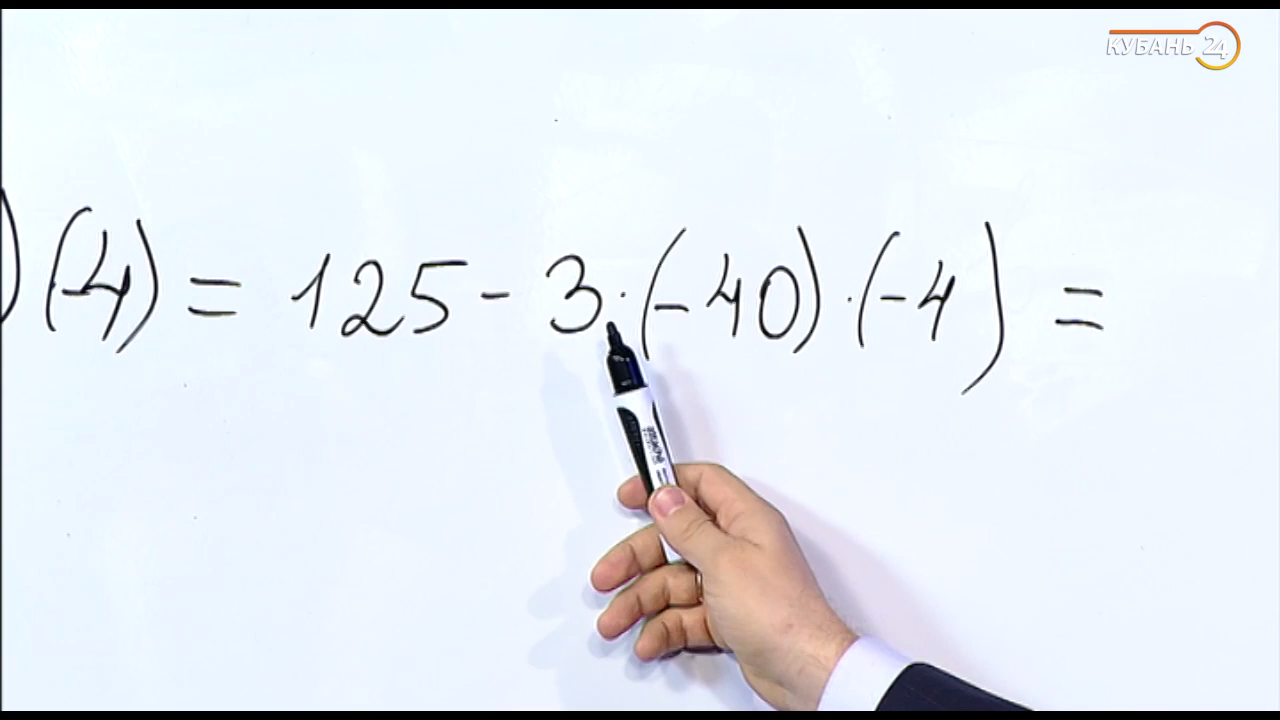 КУБАНЬ 24
) (-4) = 125 - 3 · (-40) · (-4) =